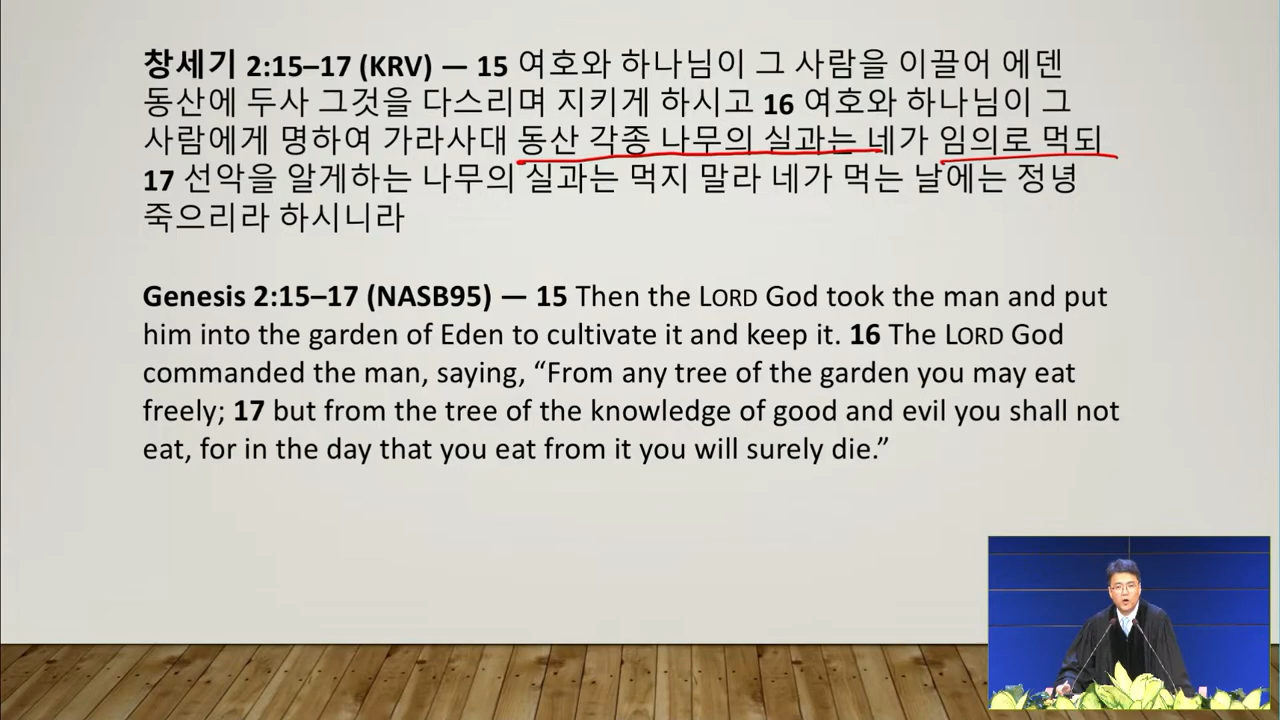 창세기 2:15–17 (KRV) — 15 여호와 하나님이 그 사람을 이끌어 에덴
동산에 두사 그것을 다스리며 지키게 하시고 16 여호와 하나님이 그
사람에게 명하여 가라사대 동산 각종 나무의 실과는 네가 임의로 먹되
17 선악을 알게하는 나무의 실과는 먹지 말라 네가 먹는 날에는 정녕
죽으리라 하시니라
Genesis 2:15–17 (NASB95) — 15 Then the LORD God took the man and put
him into the garden of Eden to cultivate it and keep it. 16 The LORD God
commanded the man, saying, “From any tree of the garden you may eat
freely; 17 but from the tree of the knowledge of good and evil you shall not
eat, for in the day that you eat from it you will surely die.”